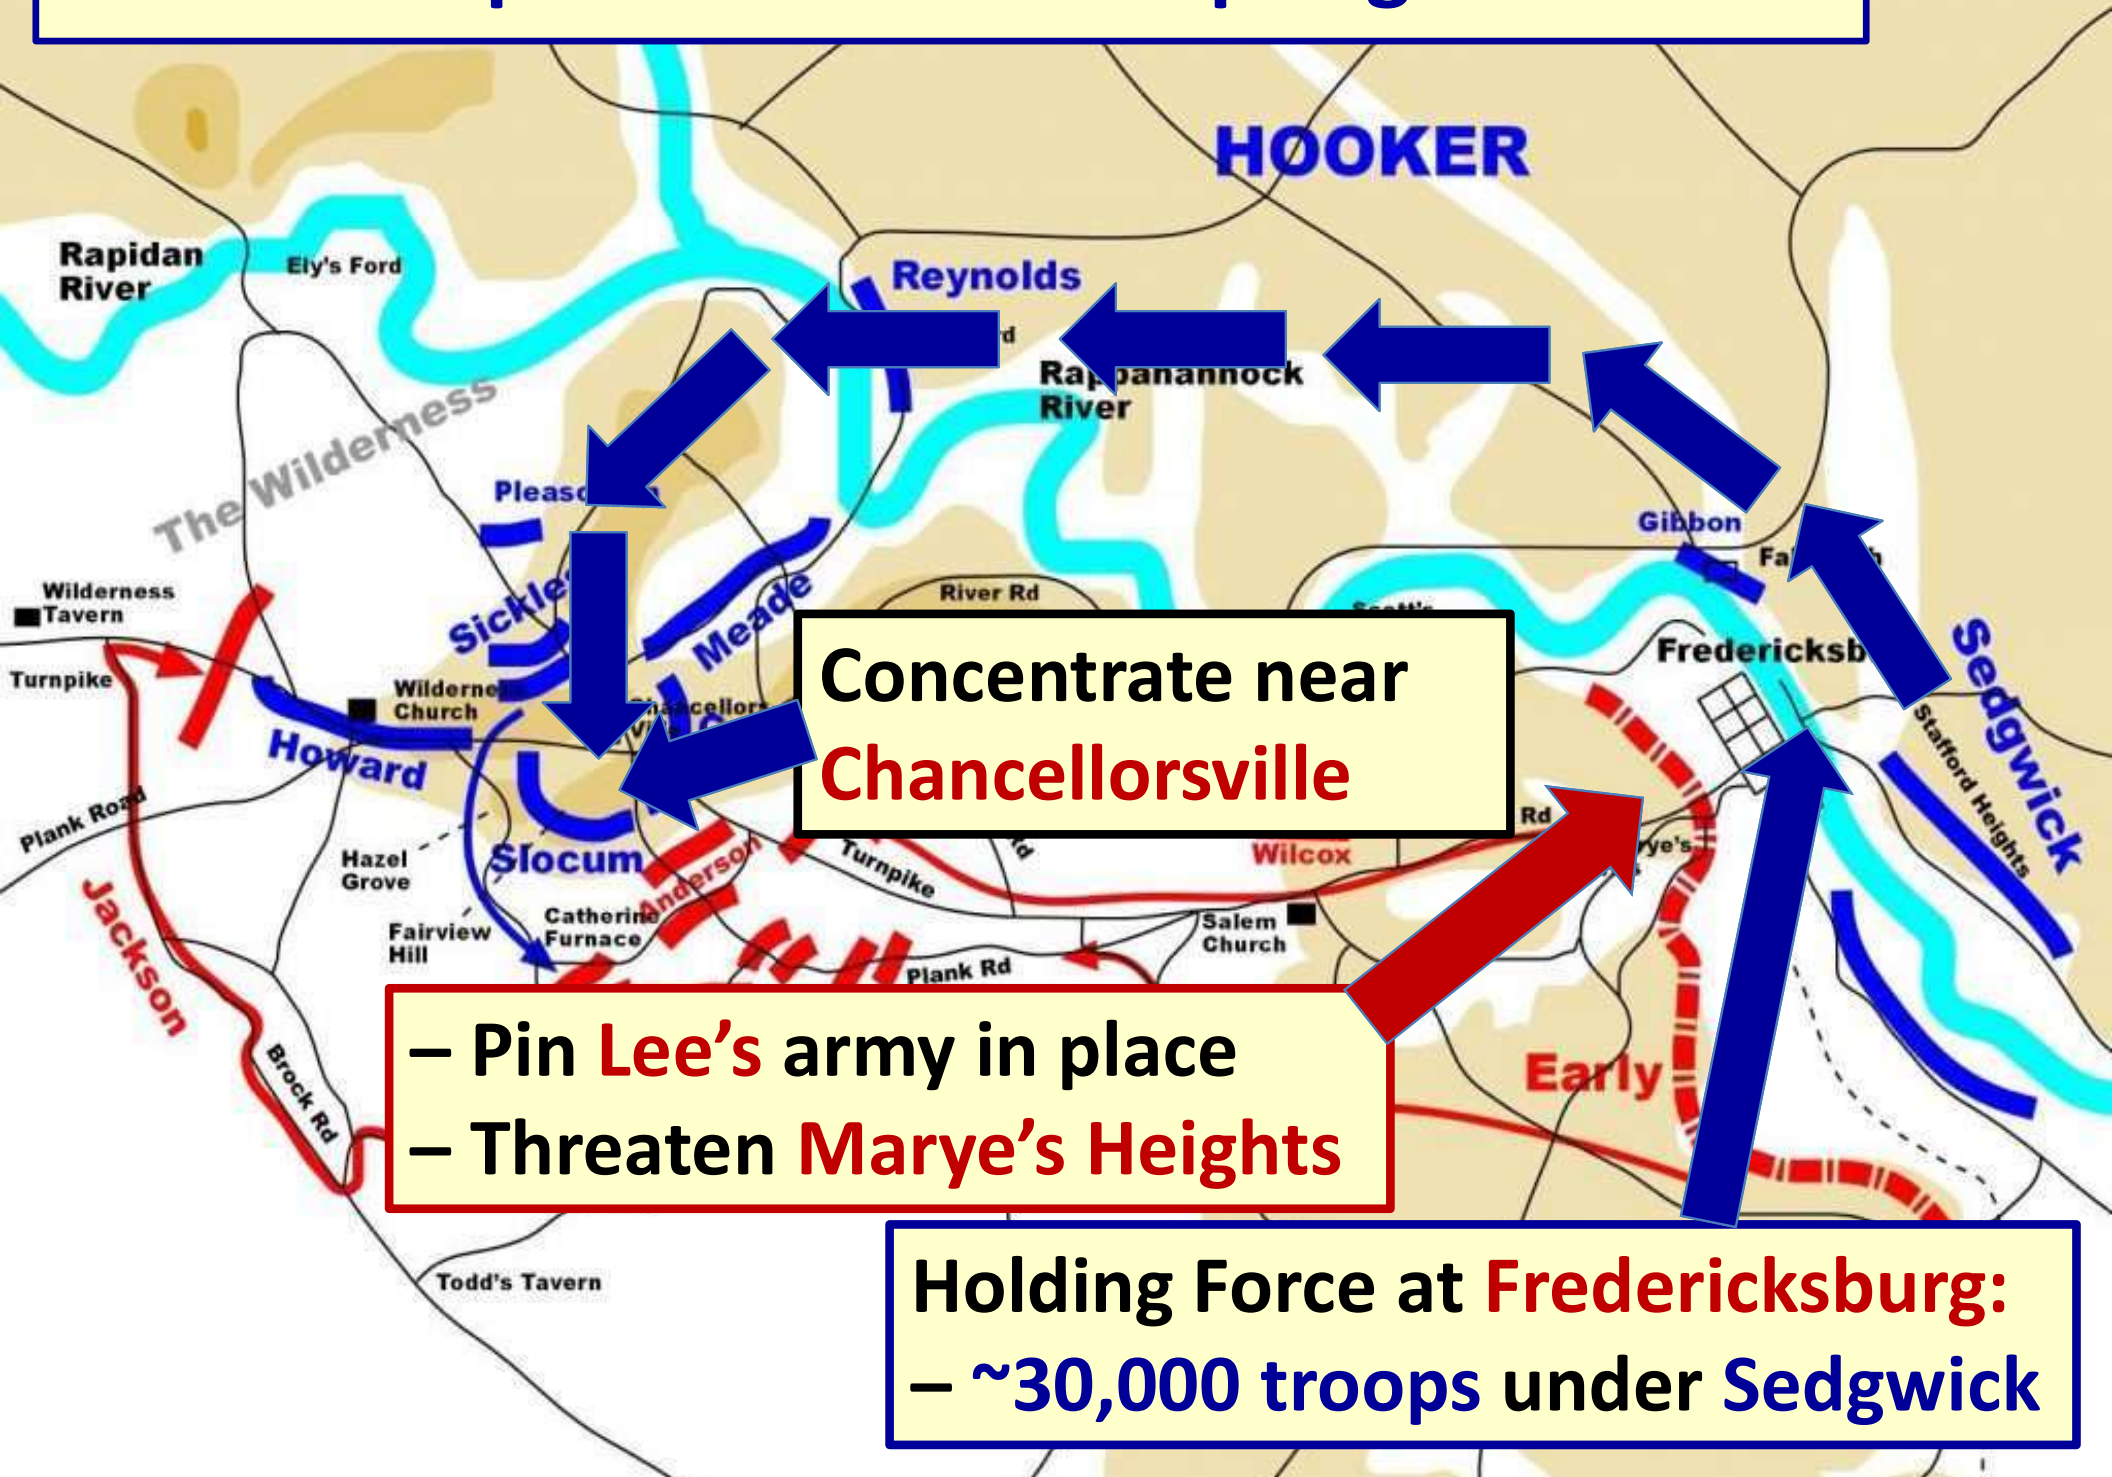 HOOKER
Rapidan
River
Ely's Ford
Reynolds
Rappahannock
River
The Wilderness
Gibbon
Sickles
Meade
River Rd
Wilderness
Tavern
Turnpike
Fredericksb
Sedgwick
Stafford Heights
Concentrate near
Chancellorsville
Church
Howard
Plank Road
Slocum
Hazel
Grove
Anderson
Turnpike
Rd
Wilcox
Jackson
Fairview
Hill
Catherine
Furnace
Salem
Church
Plank Rd
– Pin Lee’s army in place
– Threaten Marye’s Heights
Early
Brock Rd
Todd's Tavern
Holding Force at Fredericksburg:
– ~30,000 troops under Sedgwick